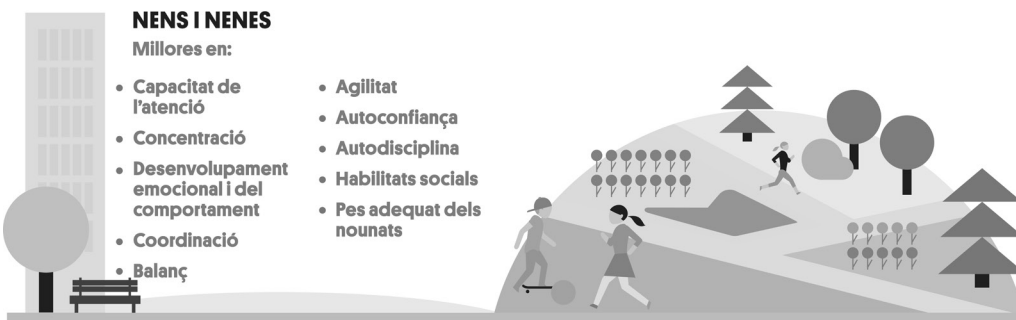 NENS I NENES
Millores en:
• Capacitat de
l'atenció
• Concentració
• Desenvolupament
emocional i del
comportament
• Coordinació
• Balanç
• Agilitat
• Autoconfiança
• Autodisciplina
• Habilitats socials
• Pes adequat dels
nounats